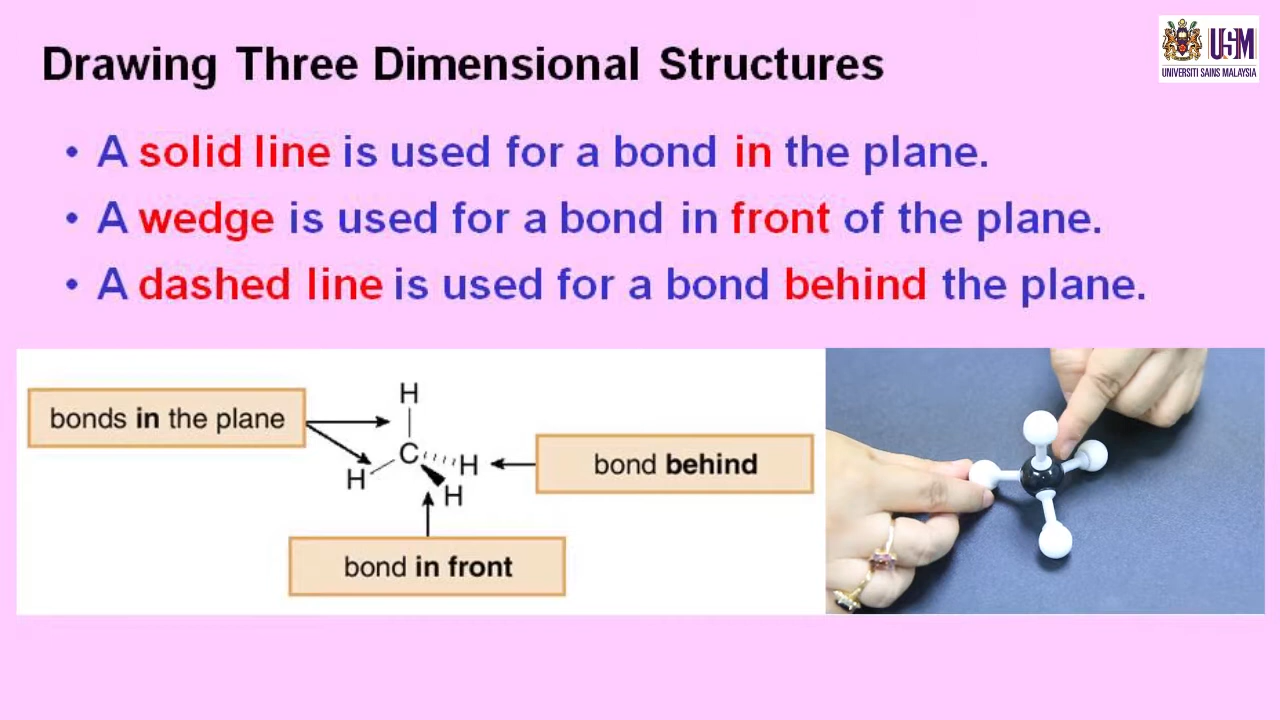 USM
UNIVERSITI SAINS MALAYSIA
Drawing Three Dimensional Structures
• A solid line is used for a bond in the plane.
• A wedge is used for a bond in front of the plane.
• A dashed line is used for a bond behind the plane.
bonds in the plane
H
C
H
H
H
bond behind
bond in front